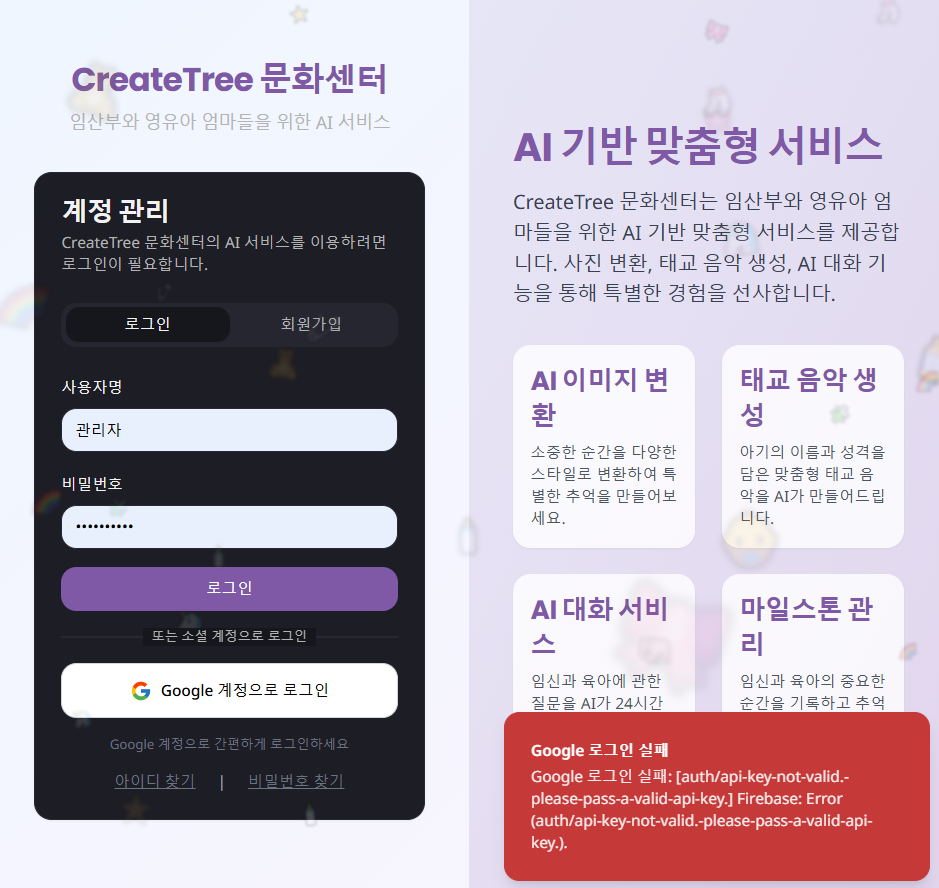 CreateTree 문화센터
임산부와 영유아 엄마들을 위한 AI 서비스
계정 관리
CreateTree 문화센터의 AI 서비스를 이용하려면
로그인이 필요합니다.
로그인
회원가입
사용자명
관리자
비밀번호
••••••••••
로그인
또는 소셜 계정으로 로그인
Google 계정으로 로그인
Google 계정으로 간편하게 로그인하세요
아이디 찾기 | 비밀번호 찾기
AI 기반 맞춤형 서비스
CreateTree 문화센터는 임산부와 영유아 엄
마들을 위한 AI 기반 맞춤형 서비스를 제공합
니다. 사진 변환, 태교 음악 생성, AI 대화 기
능을 통해 특별한 경험을 선사합니다.
AI 이미지 변
환
소중한 순간을 다양한
스타일로 변환하여 특
별한 추억을 만들어보
세요.
태교 음악 생
성
아기의 이름과 성격을
담은 맞춤형 태교 음
악을 AI가 만들어드립
니다.
AI 대화 서비
스
임신과 육아에 관한
질문을 AI가 24시간
마일스톤 관
리
임신과 육아의 중요한
순간을 기록하고 추억
Google 로그인 실패
Google 로그인 실패: [auth/api-key-not-valid.-
please-pass-a-valid-api-key.] Firebase: Error
(auth/api-key-not-valid.-please-pass-a-valid-api-
key.).